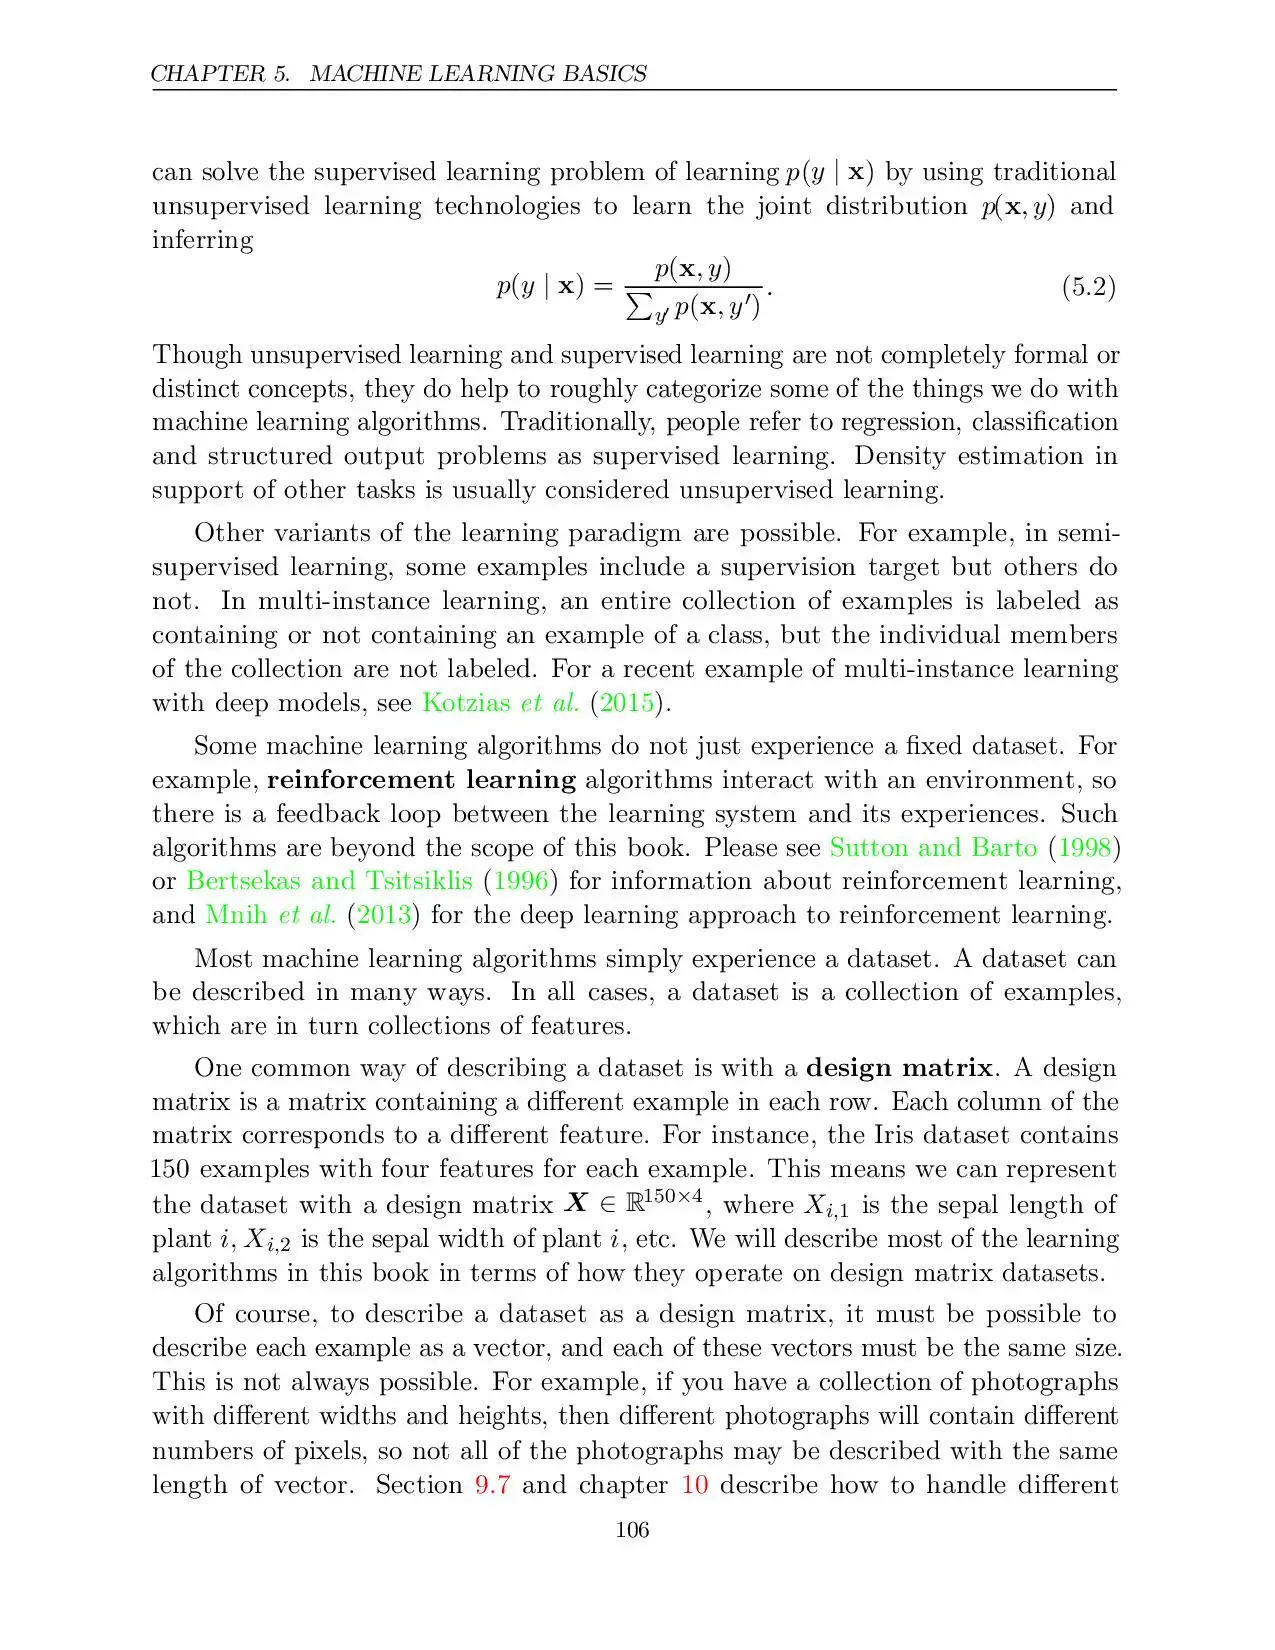 CHAPTER 5. MACHINE LEARNING BASICS
can solve the supervised learning problem of learning p(y | x) by using traditional
unsupervised learning technologies to learn the joint distribution p(x, y) and
inferring
p(y | x) = p(x, y) / ∑y′ p(x, y′). (5.2)
Though unsupervised learning and supervised learning are not completely formal or
distinct concepts, they do help to roughly categorize some of the things we do with
machine learning algorithms. Traditionally, people refer to regression, classification
and structured output problems as supervised learning. Density estimation in
support of other tasks is usually considered unsupervised learning.
Other variants of the learning paradigm are possible. For example, in semi-
supervised learning, some examples include a supervision target but others do
not. In multi-instance learning, an entire collection of examples is labeled as
containing or not containing an example of a class, but the individual members
of the collection are not labeled. For a recent example of multi-instance learning
with deep models, see Kotzias et al. (2015).
Some machine learning algorithms do not just experience a fixed dataset. For
example, reinforcement learning algorithms interact with an environment, so
there is a feedback loop between the learning system and its experiences. Such
algorithms are beyond the scope of this book. Please see Sutton and Barto (1998)
or Bertsekas and Tsitsiklis (1996) for information about reinforcement learning,
and Mnih et al. (2013) for the deep learning approach to reinforcement learning.
Most machine learning algorithms simply experience a dataset. A dataset can
be described in many ways. In all cases, a dataset is a collection of examples,
which are in turn collections of features.
One common way of describing a dataset is with a design matrix. A design
matrix is a matrix containing a different example in each row. Each column of the
matrix corresponds to a different feature. For instance, the Iris dataset contains
150 examples with four features for each example. This means we can represent
the dataset with a design matrix X ∈ ℝ^150×4, where X_i,1 is the sepal length of
plant i, X_i,2 is the sepal width of plant i, etc. We will describe most of the learning
algorithms in this book in terms of how they operate on design matrix datasets.
Of course, to describe a dataset as a design matrix, it must be possible to
describe each example as a vector, and each of these vectors must be the same size.
This is not always possible. For example, if you have a collection of photographs
with different widths and heights, then different photographs will contain different
numbers of pixels, so not all of the photographs may be described with the same
length of vector. Section 9.7 and chapter 10 describe how to handle different
106